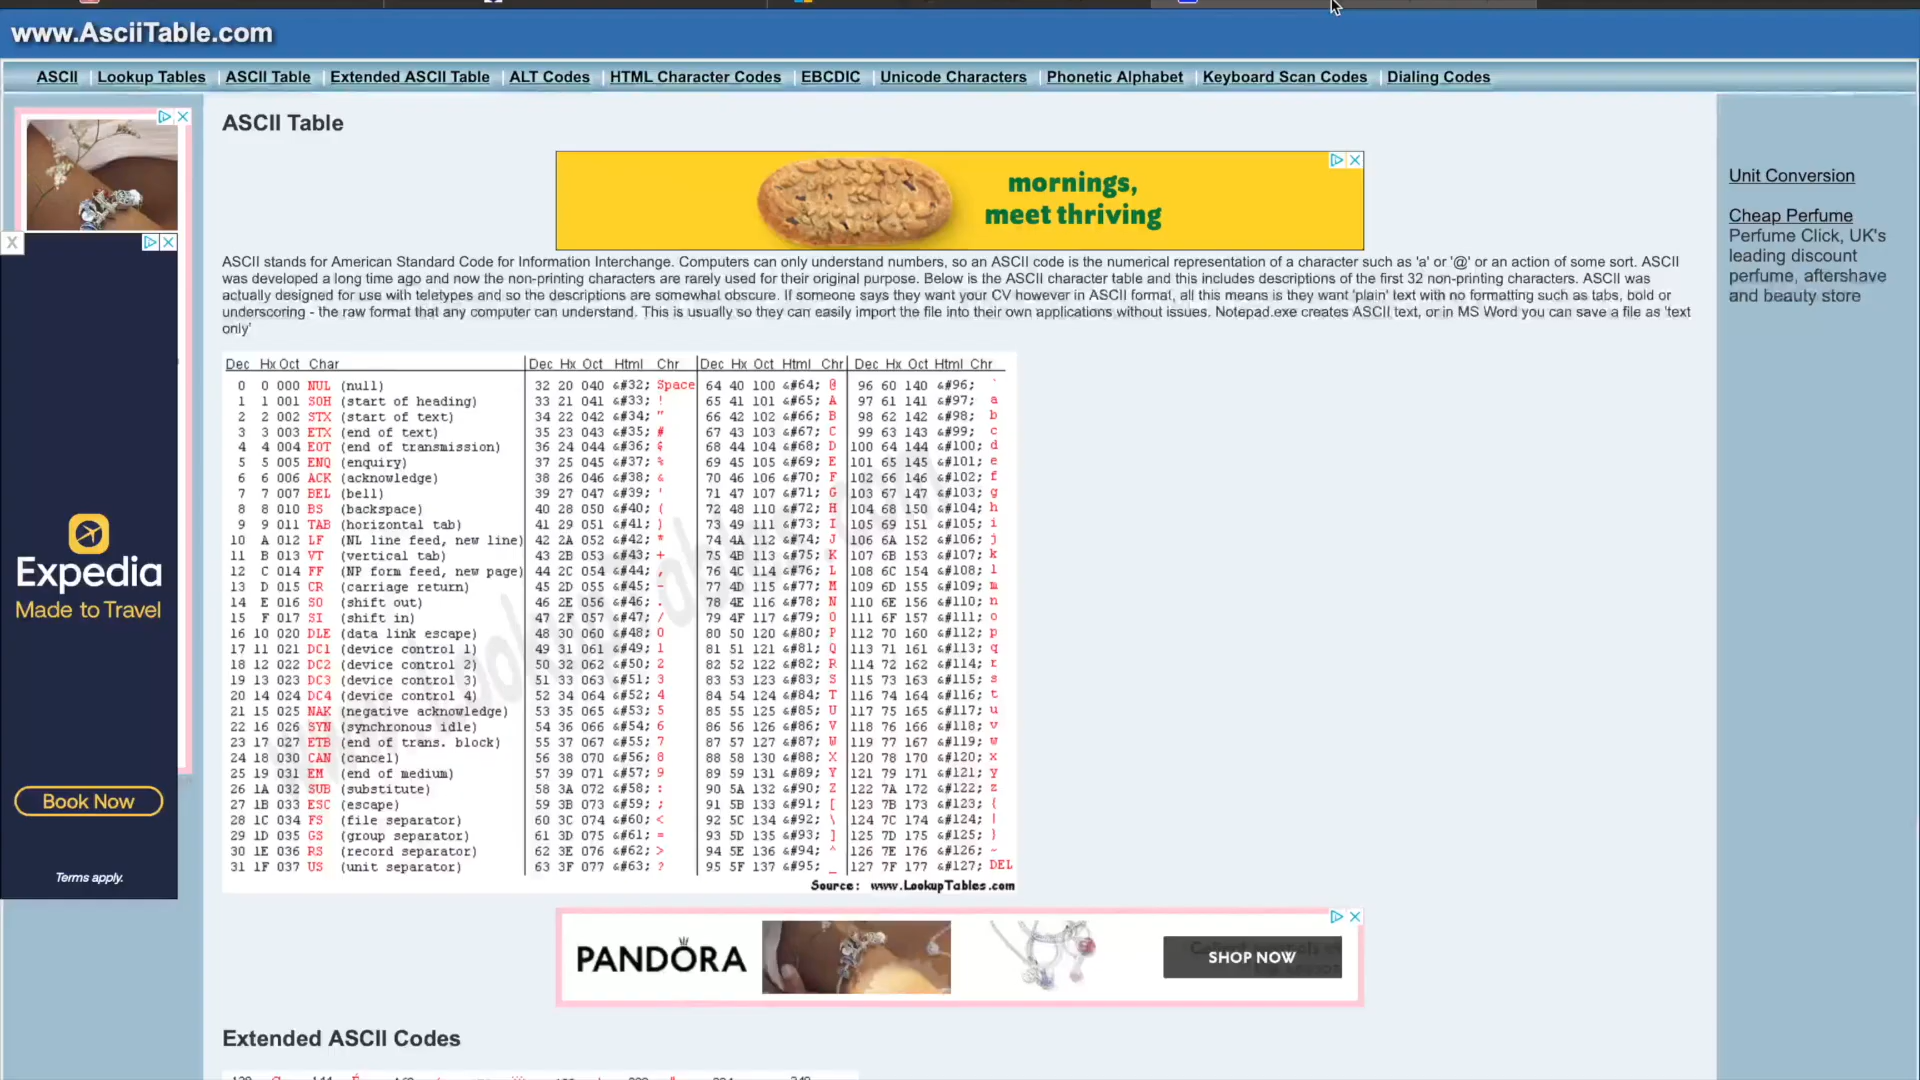 www.AsciiTable.com
ASCII | Lookup Tables | ASCII Table | Extended ASCII Table | ALT Codes | HTML Character Codes | EBCDIC | Unicode Characters | Phonetic Alphabet | Keyboard Scan Codes | Dialing Codes
ASCII Table
mornings,
meet thriving
ASCII stands for American Standard Code for Information Interchange. Computers can only understand numbers, so an ASCII code is the numerical representation of a character such as 'a' or '@' or an action of some sort. ASCII
was developed a long time ago and now the non-printing characters are rarely used for their original purpose. Below is the ASCII character table and this includes descriptions of the first 32 non-printing characters. ASCII was
actually designed for use with teletypes and so the descriptions are somewhat obscure. If someone says they want your CV however in ASCII format, all this means is they want 'plain' text with no formatting such as tabs, bold or
underscoring - the raw format that any computer can understand. This is usually so they can easily import the file into their own applications without issues. Notepad.exe creates ASCII text, or in MS Word you can save a file as 'text
only'
Dec Hx Oct Char Dec Hx Oct Html Chr Dec Hx Oct Html Chr Dec Hx Oct Html Chr
0 0 000 NUL (null) 32 20 040 &#32; Space 64 40 100 &#64; @ 96 60 140 &#96; `
1 1 001 SOH (start of heading) 33 21 041 &#33; ! 65 41 101 &#65; A 97 61 141 &#97; a
2 2 002 STX (start of text) 34 22 042 &#34; " 66 42 102 &#66; B 98 62 142 &#98; b
3 3 003 ETX (end of text) 35 23 043 &#35; # 67 43 103 &#67; C 99 63 143 &#99; c
4 4 004 EOT (end of transmission) 36 24 044 &#36; $ 68 44 104 &#68; D 100 64 144 &#100; d
5 5 005 ENQ (enquiry) 37 25 045 &#37; % 69 45 105 &#69; E 101 65 145 &#101; e
6 6 006 ACK (acknowledge) 38 26 046 &#38; & 70 46 106 &#70; F 102 66 146 &#102; f
7 7 007 BEL (bell) 39 27 047 &#39; ' 71 47 107 &#71; G 103 67 147 &#103; g
8 8 010 BS (backspace) 40 28 050 &#40; ( 72 48 110 &#72; H 104 68 150 &#104; h
9 9 011 TAB (horizontal tab) 41 29 051 &#41; ) 73 49 111 &#73; I 105 69 151 &#105; i
10 A 012 LF (NL line feed, new line) 42 2A 052 &#42; * 74 4A 112 &#74; J 106 6A 152 &#106; j
11 B 013 VT (vertical tab) 43 2B 053 &#43; + 75 4B 113 &#75; K 107 6B 153 &#107; k
12 C 014 FF (NP form feed, new page) 44 2C 054 &#44; , 76 4C 114 &#76; L 108 6C 154 &#108; l
13 D 015 CR (carriage return) 45 2D 055 &#45; - 77 4D 115 &#77; M 109 6D 155 &#109; m
14 E 016 SO (shift out) 46 2E 056 &#46; . 78 4E 116 &#78; N 110 6E 156 &#110; n
15 F 017 SI (shift in) 47 2F 057 &#47; / 79 4F 117 &#79; O 111 6F 157 &#111; o
16 10 020 DLE (data link escape) 48 30 060 &#48; 0 80 50 120 &#80; P 112 70 160 &#112; p
17 11 021 DC1 (device control 1) 49 31 061 &#49; 1 81 51 121 &#81; Q 113 71 161 &#113; q
18 12 022 DC2 (device control 2) 50 32 062 &#50; 2 82 52 122 &#82; R 114 72 162 &#114; r
19 13 023 DC3 (device control 3) 51 33 063 &#51; 3 83 53 123 &#83; S 115 73 163 &#115; s
20 14 024 DC4 (device control 4) 52 34 064 &#52; 4 84 54 124 &#84; T 116 74 164 &#116; t
21 15 025 NAK (negative acknowledge) 53 35 065 &#53; 5 85 55 125 &#85; U 117 75 165 &#117; u
22 16 026 SYN (synchronous idle) 54 36 066 &#54; 6 86 56 126 &#86; V 118 76 166 &#118; v
23 17 027 ETB (end of trans. block) 55 37 067 &#55; 7 87 57 127 &#87; W 119 77 167 &#119; w
24 18 030 CAN (cancel) 56 38 070 &#56; 8 88 58 130 &#88; X 120 78 170 &#120; x
25 19 031 EM (end of medium) 57 39 071 &#57; 9 89 59 131 &#89; Y 121 79 171 &#121; y
26 1A 032 SUB (substitute) 58 3A 072 &#58; : 90 5A 132 &#90; Z 122 7A 172 &#122; z
27 1B 033 ESC (escape) 59 3B 073 &#59; ; 91 5B 133 &#91; [ 123 7B 173 &#123; {
28 1C 034 FS (file separator) 60 3C 074 &#60; < 92 5C 134 &#92; \ 124 7C 174 &#124; |
29 1D 035 GS (group separator) 61 3D 075 &#61; = 93 5D 135 &#93; ] 125 7D 175 &#125; }
30 1E 036 RS (record separator) 62 3E 076 &#62; > 94 5E 136 &#94; ^ 126 7E 176 &#126; ~
31 1F 037 US (unit separator) 63 3F 077 &#63; ? 95 5F 137 &#95; _ 127 7F 177 &#127; DEL
Source: www.LookupTables.com
www.LookupTables.com
X
Expedia
Made to Travel
Book Now
Terms apply.
Unit Conversion
Cheap Perfume
Perfume Click, UK's
leading discount
perfume, aftershave
and beauty store
PANDORA
SHOP NOW
Extended ASCII Codes